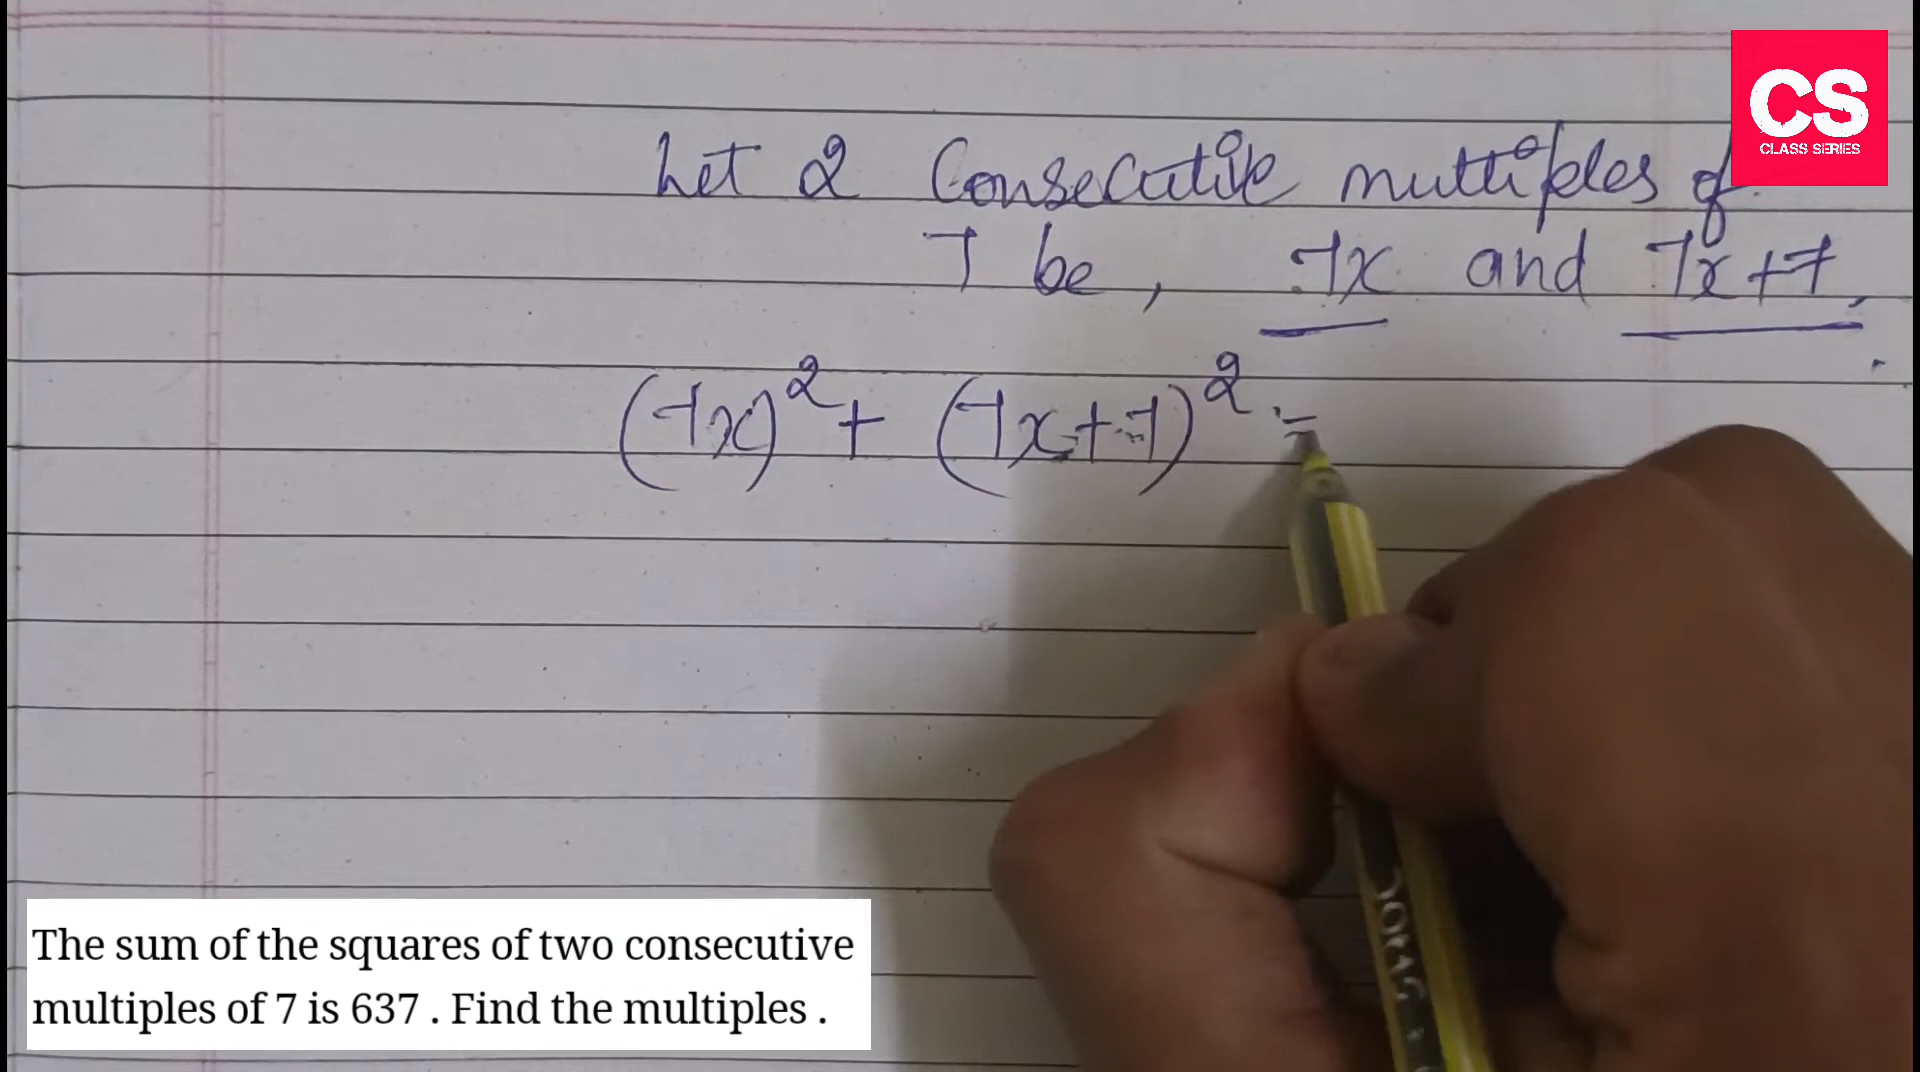 CS
CLASS SERIES
Let 2 Consecutive multiples of
7 be, 7x and 7x+7.
(7x)² + (7x+7)² =
DOMS
The sum of the squares of two consecutive
multiples of 7 is 637 . Find the multiples .